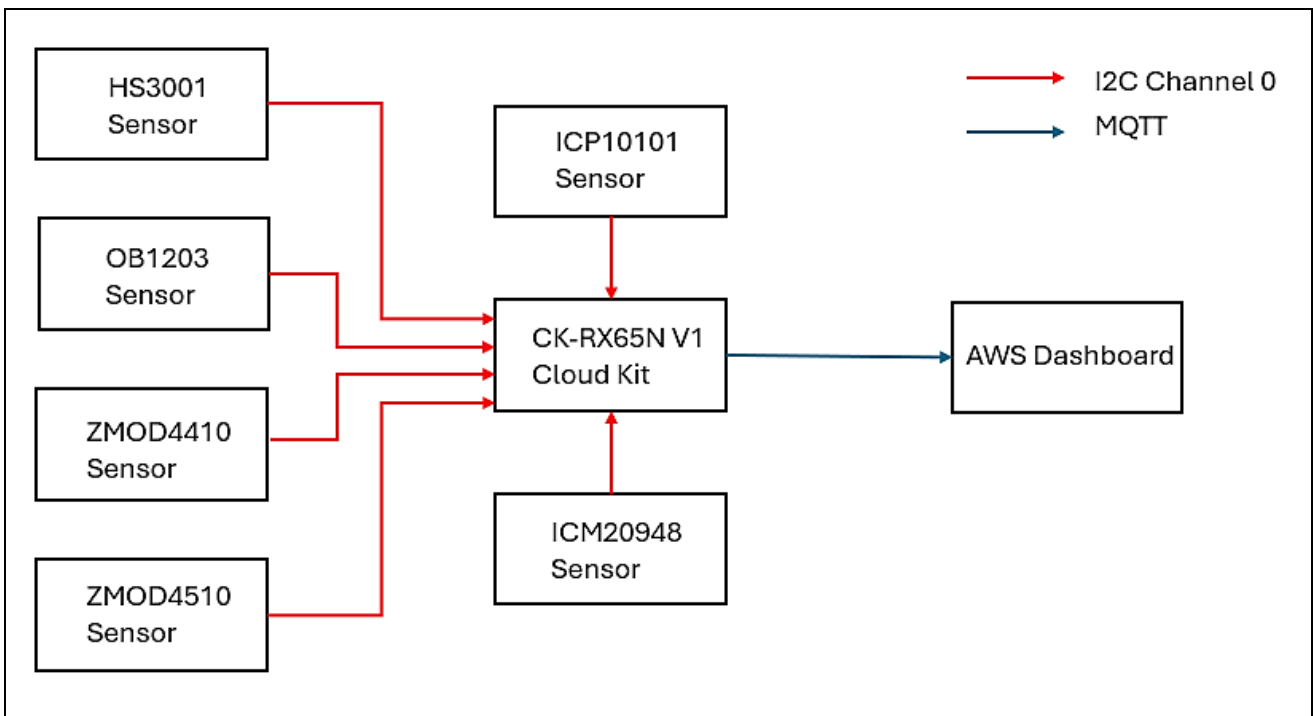 HS3001
Sensor
OB1203
Sensor
ZMOD4410
Sensor
ZMOD4510
Sensor
ICP10101
Sensor
CK-RX65N V1
Cloud Kit
ICM20948
Sensor
AWS Dashboard
I2C Channel 0
MQTT